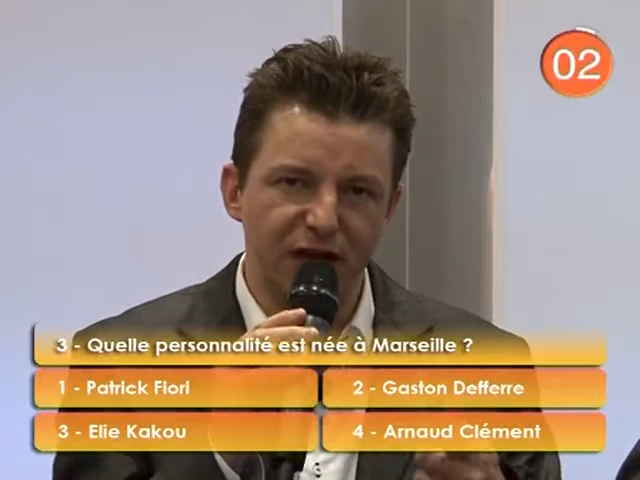 02
3 - Quelle personnalité est née à Marseille ?
1 - Patrick Fiori
2 - Gaston Defferre
3 - Elie Kakou
4 - Arnaud Clément